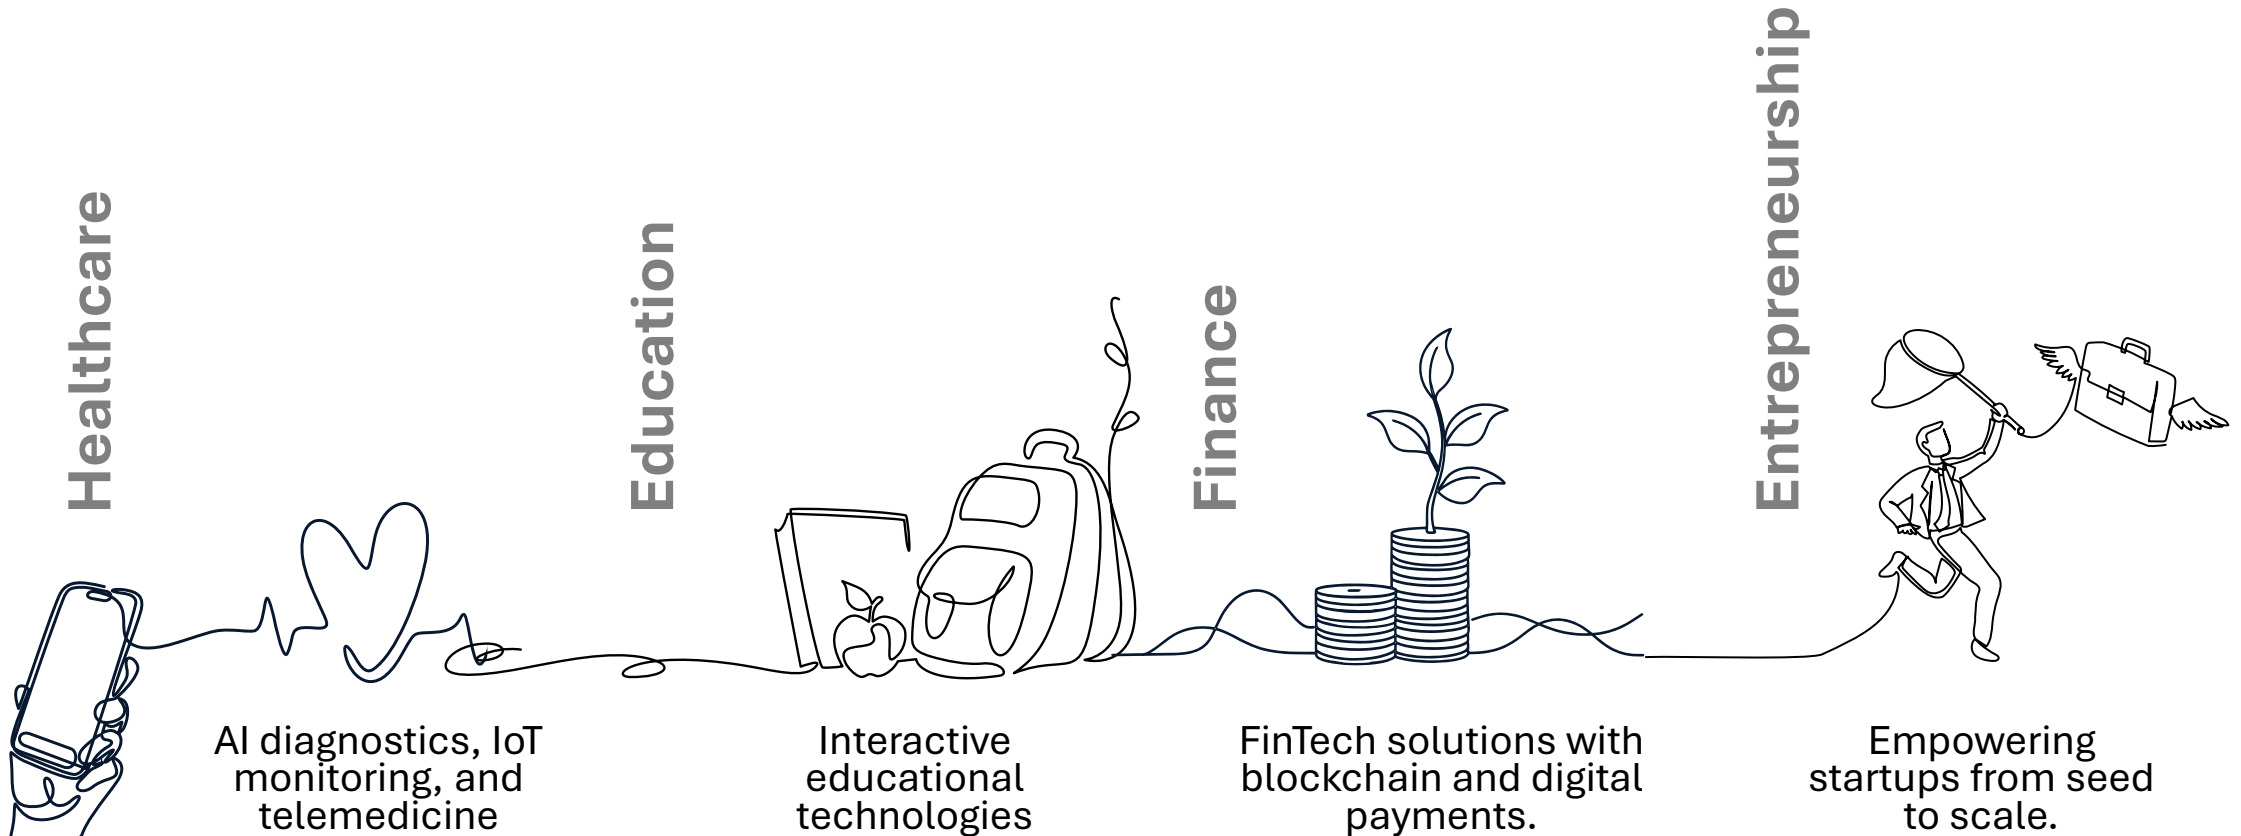 Healthcare
AI diagnostics, IoT
monitoring, and
telemedicine
Education
Interactive
educational
technologies
Finance
FinTech solutions with
blockchain and digital
payments.
Entrepreneurship
Empowering
startups from seed
to scale.